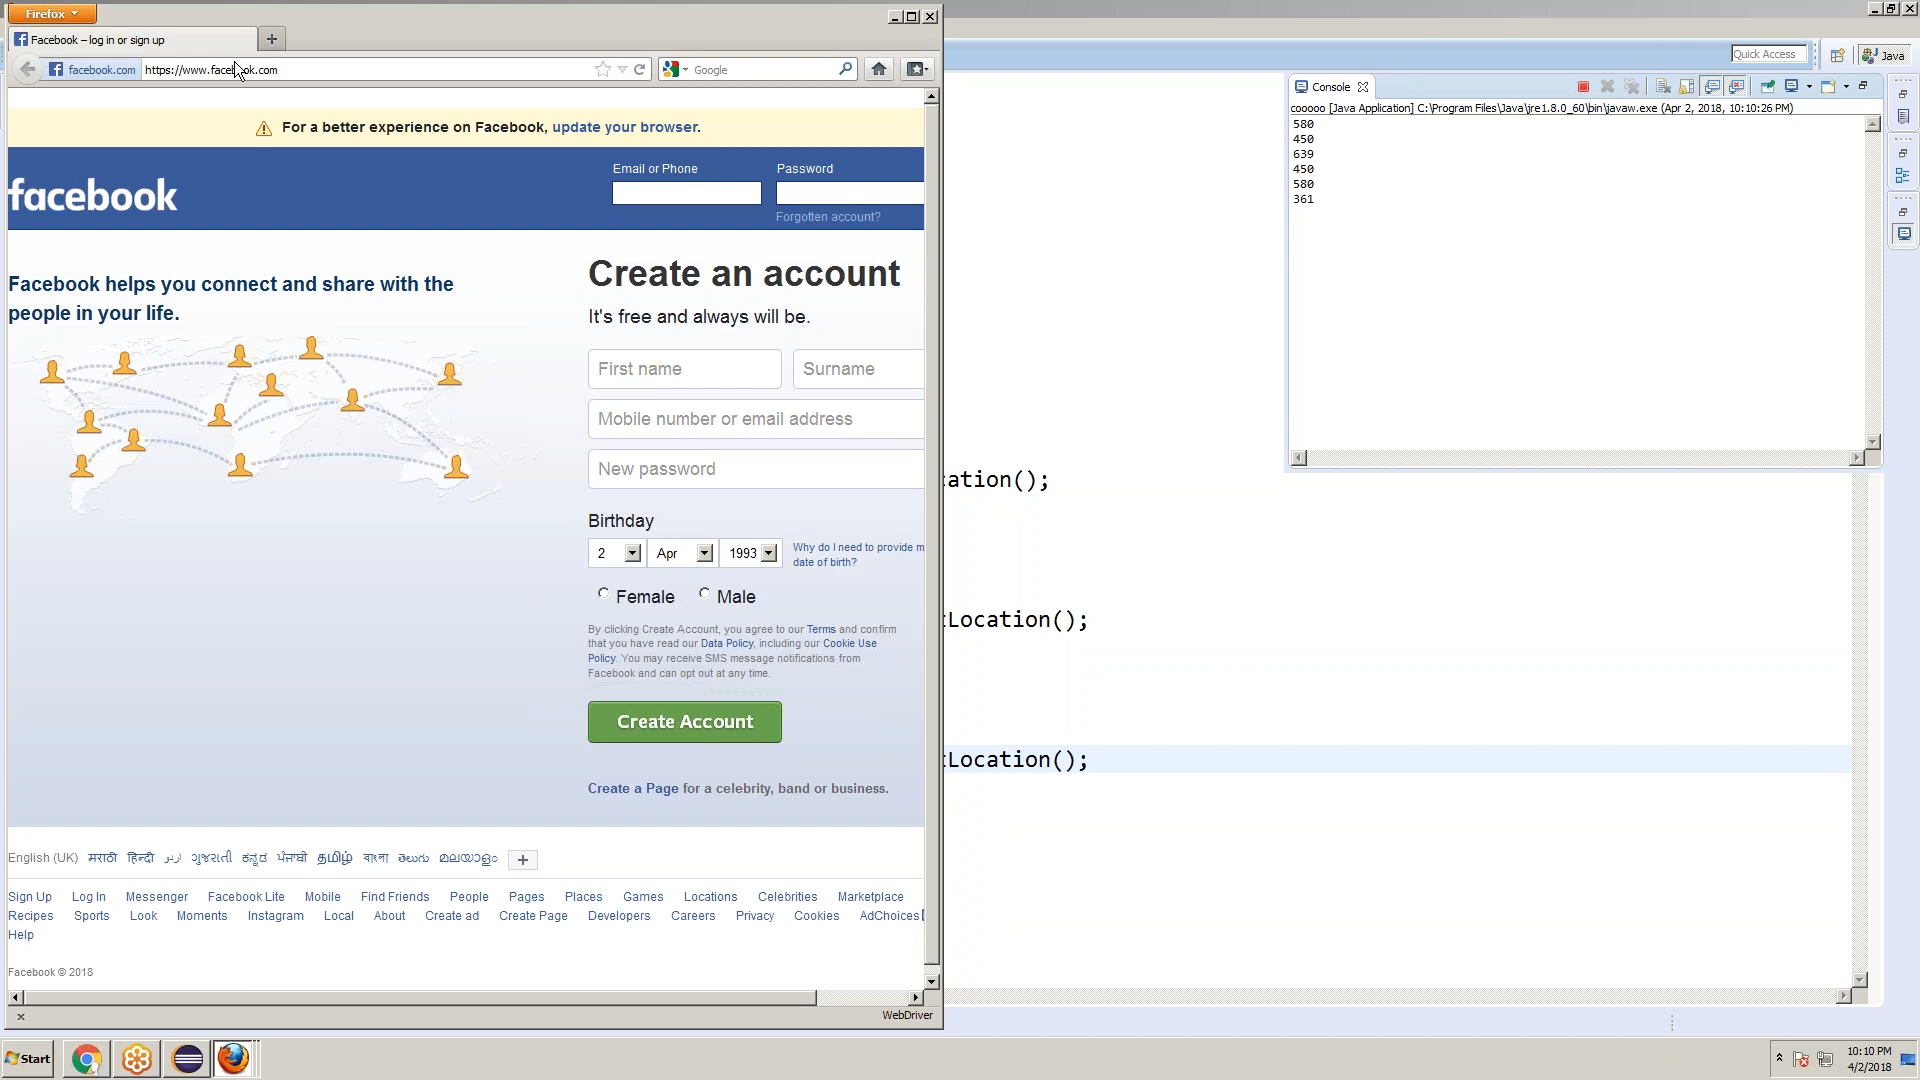 Firefox
Facebook – log in or sign up
facebook.com https://www.facebook.com
Google
For a better experience on Facebook, update your browser.
facebook
Email or Phone Password
Forgotten account?
Facebook helps you connect and share with the
people in your life.
Create an account
It's free and always will be.
First name Surname
Mobile number or email address
New password
Birthday
2 Apr 1993
Why do I need to provide m
date of birth?
Female Male
By clicking Create Account, you agree to our Terms and confirm
that you have read our Data Policy, including our Cookie Use
Policy. You may receive SMS message notifications from
Facebook and can opt out at any time.
Create Account
Create a Page for a celebrity, band or business.
English (UK) मराठी हिन्दी اردو ગુજરાતી ಕನ್ನಡ ਪੰਜਾਬੀ தமிழ் বাংলা తెలుగు മലയാളം +
Sign Up Log In Messenger Facebook Lite Mobile Find Friends People Pages Places Games Locations Celebrities Marketplace
Recipes Sports Look Moments Instagram Local About Create ad Create Page Developers Careers Privacy Cookies AdChoices
Help
Facebook © 2018
WebDriver
Quick Access
Java
Console
cooooo [Java Application] C:\Program Files\Java\jre1.8.0_60\bin\javaw.exe (Apr 2, 2018, 10:10:26 PM)
580
450
639
450
580
361
cation();
tLocation();
tLocation();
Start
10:10 PM
4/2/2018